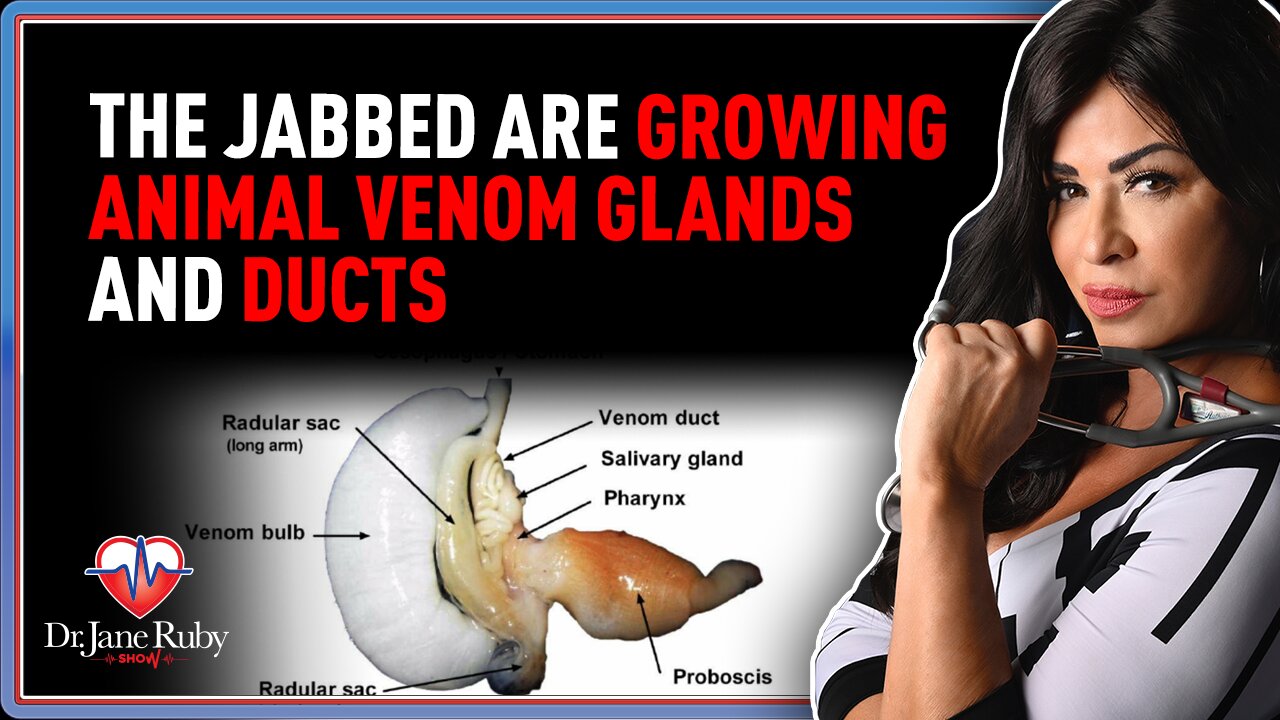 THE JABBED ARE GROWING
ANIMAL VENOM GLANDS
AND DUCTS
Radular sac
(long arm)
Venom duct
Salivary gland
Pharynx
Venom bulb
Proboscis
Radular sac
Dr. Jane Ruby
SHOW